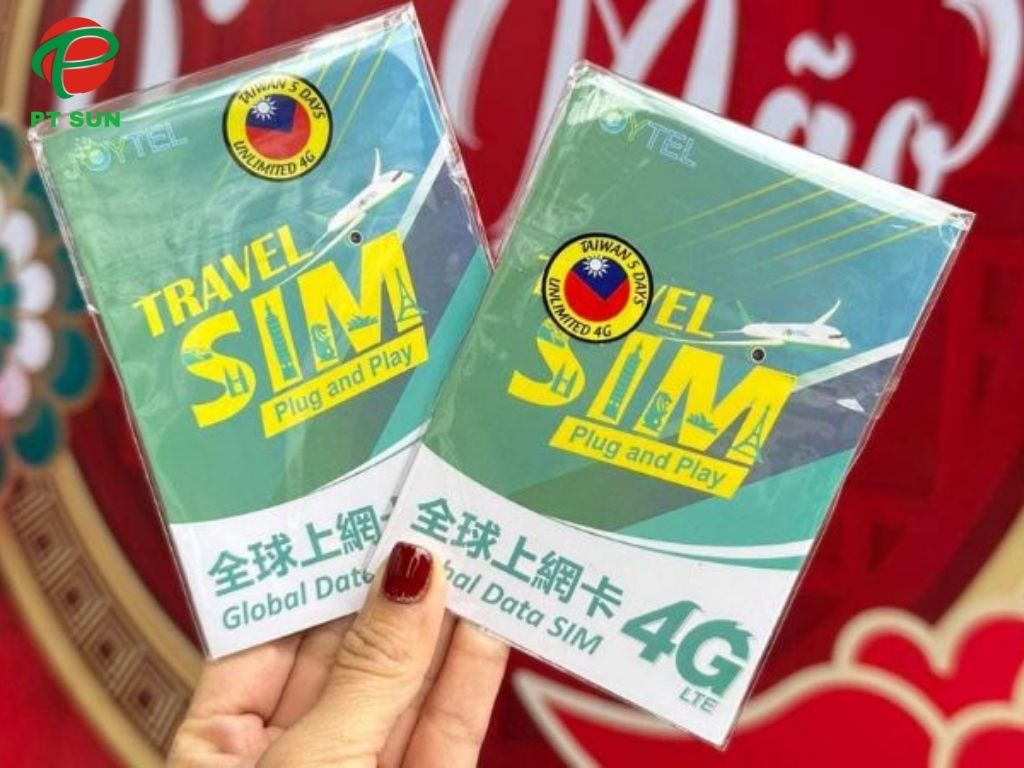 PT SUN
JOYTEL
TAIWAN 5 DAYS
UNLIMITED 4G
TRAVEL
SIM
Plug and Play
全球上網
Global Data
JOYTEL
TAIWAN 5 DAYS
UNLIMITED 4G
SIM
Plug and Play
全球上網卡
Data SIM
4G
LTE
Mão